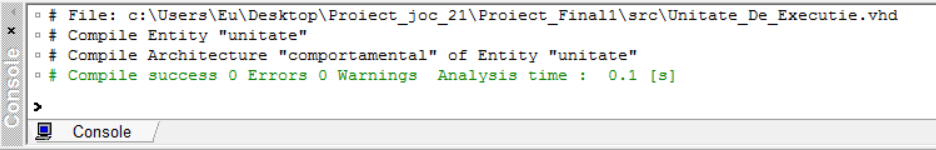 # File: c:\Users\Eu\Desktop\Proiect_joc_21\Proiect_Final1\src\Unitate_De_Executie.vhd
# Compile Entity "unitate"
# Compile Architecture "comportamental" of Entity "unitate"
# Compile success 0 Errors 0 Warnings  Analysis time :  0.1 [s]
>
Console
Console